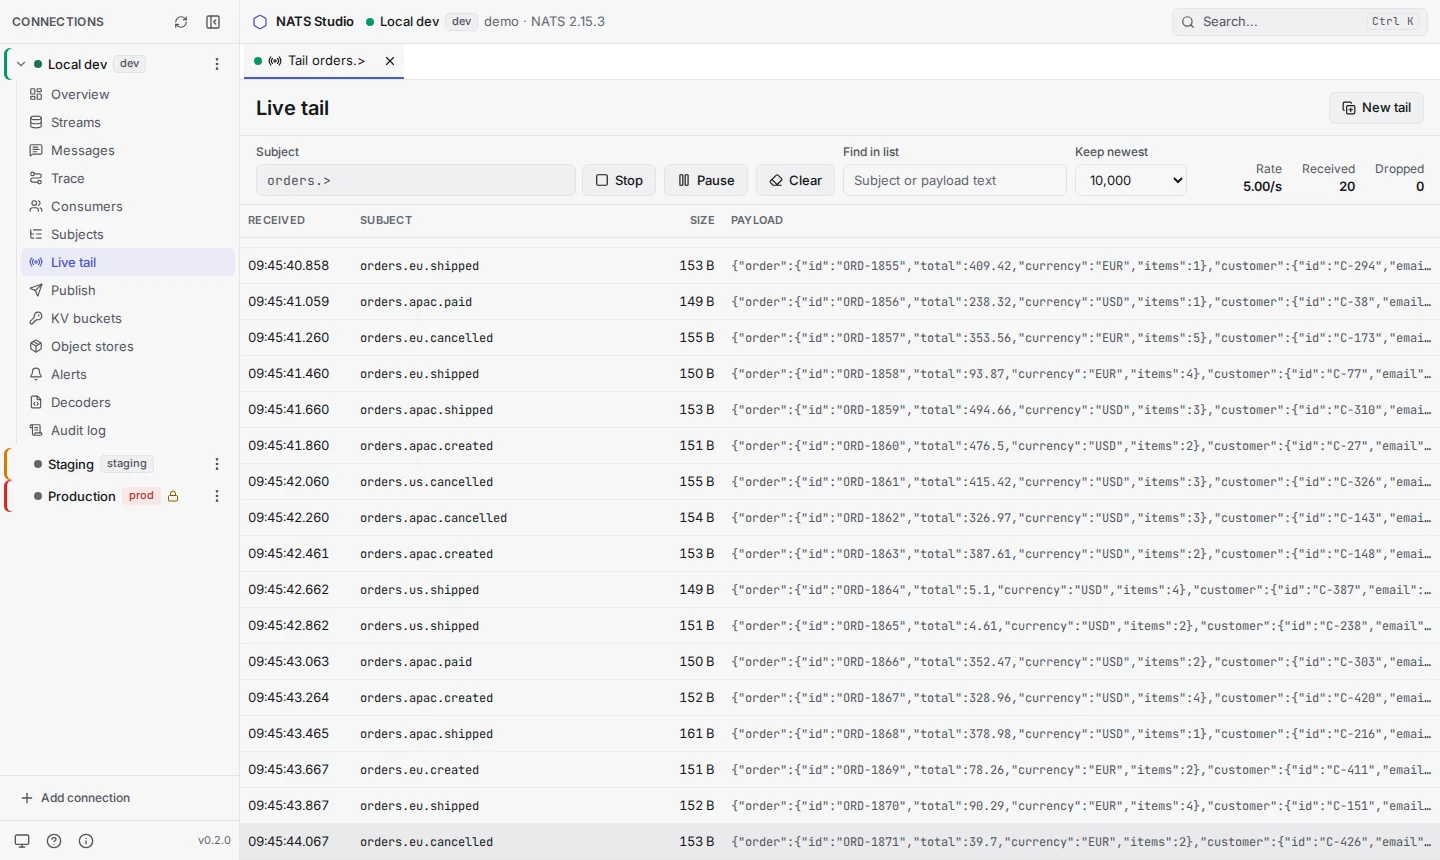 CONNECTIONS
NATS Studio Local dev dev demo · NATS 2.15.3
Search... Ctrl K
Local dev dev
Overview
Streams
Messages
Trace
Consumers
Subjects
Live tail
Publish
KV buckets
Object stores
Alerts
Decoders
Audit log
Staging staging
Production prod
Add connection
v0.2.0
Tail orders.>
Live tail
New tail
Subject
orders.>
Stop
Pause
Clear
Find in list
Subject or payload text
Keep newest
10,000
Rate Received Dropped
5.00/s 20 0
RECEIVED SUBJECT SIZE PAYLOAD
09:45:40.858 orders.eu.shipped 153 B {"order":{"id":"ORD-1855","total":409.42,"currency":"EUR","items":1},"customer":{"id":"C-294","emai…
09:45:41.059 orders.apac.paid 149 B {"order":{"id":"ORD-1856","total":238.32,"currency":"USD","items":1},"customer":{"id":"C-38","email…
09:45:41.260 orders.eu.cancelled 155 B {"order":{"id":"ORD-1857","total":353.56,"currency":"EUR","items":5},"customer":{"id":"C-173","emai…
09:45:41.460 orders.eu.shipped 150 B {"order":{"id":"ORD-1858","total":93.87,"currency":"EUR","items":4},"customer":{"id":"C-77","email"…
09:45:41.660 orders.apac.shipped 153 B {"order":{"id":"ORD-1859","total":494.66,"currency":"USD","items":3},"customer":{"id":"C-310","emai…
09:45:41.860 orders.apac.created 151 B {"order":{"id":"ORD-1860","total":476.5,"currency":"USD","items":2},"customer":{"id":"C-27","email"…
09:45:42.060 orders.us.cancelled 155 B {"order":{"id":"ORD-1861","total":415.42,"currency":"USD","items":3},"customer":{"id":"C-326","emai…
09:45:42.260 orders.apac.cancelled 154 B {"order":{"id":"ORD-1862","total":326.97,"currency":"USD","items":3},"customer":{"id":"C-143","emai…
09:45:42.461 orders.apac.created 153 B {"order":{"id":"ORD-1863","total":387.61,"currency":"USD","items":2},"customer":{"id":"C-148","emai…
09:45:42.662 orders.us.shipped 149 B {"order":{"id":"ORD-1864","total":5.1,"currency":"USD","items":4},"customer":{"id":"C-387","email":…
09:45:42.862 orders.us.shipped 151 B {"order":{"id":"ORD-1865","total":4.61,"currency":"USD","items":2},"customer":{"id":"C-238","email"…
09:45:43.063 orders.apac.paid 150 B {"order":{"id":"ORD-1866","total":352.47,"currency":"USD","items":2},"customer":{"id":"C-303","emai…
09:45:43.264 orders.apac.created 152 B {"order":{"id":"ORD-1867","total":328.96,"currency":"USD","items":4},"customer":{"id":"C-420","emai…
09:45:43.465 orders.apac.shipped 161 B {"order":{"id":"ORD-1868","total":378.98,"currency":"USD","items":1},"customer":{"id":"C-216","emai…
09:45:43.667 orders.eu.created 151 B {"order":{"id":"ORD-1869","total":78.26,"currency":"EUR","items":2},"customer":{"id":"C-411","email…
09:45:43.867 orders.eu.shipped 152 B {"order":{"id":"ORD-1870","total":90.29,"currency":"EUR","items":4},"customer":{"id":"C-151","email…
09:45:44.067 orders.eu.cancelled 153 B {"order":{"id":"ORD-1871","total":39.7,"currency":"EUR","items":2},"customer":{"id":"C-426","email"…